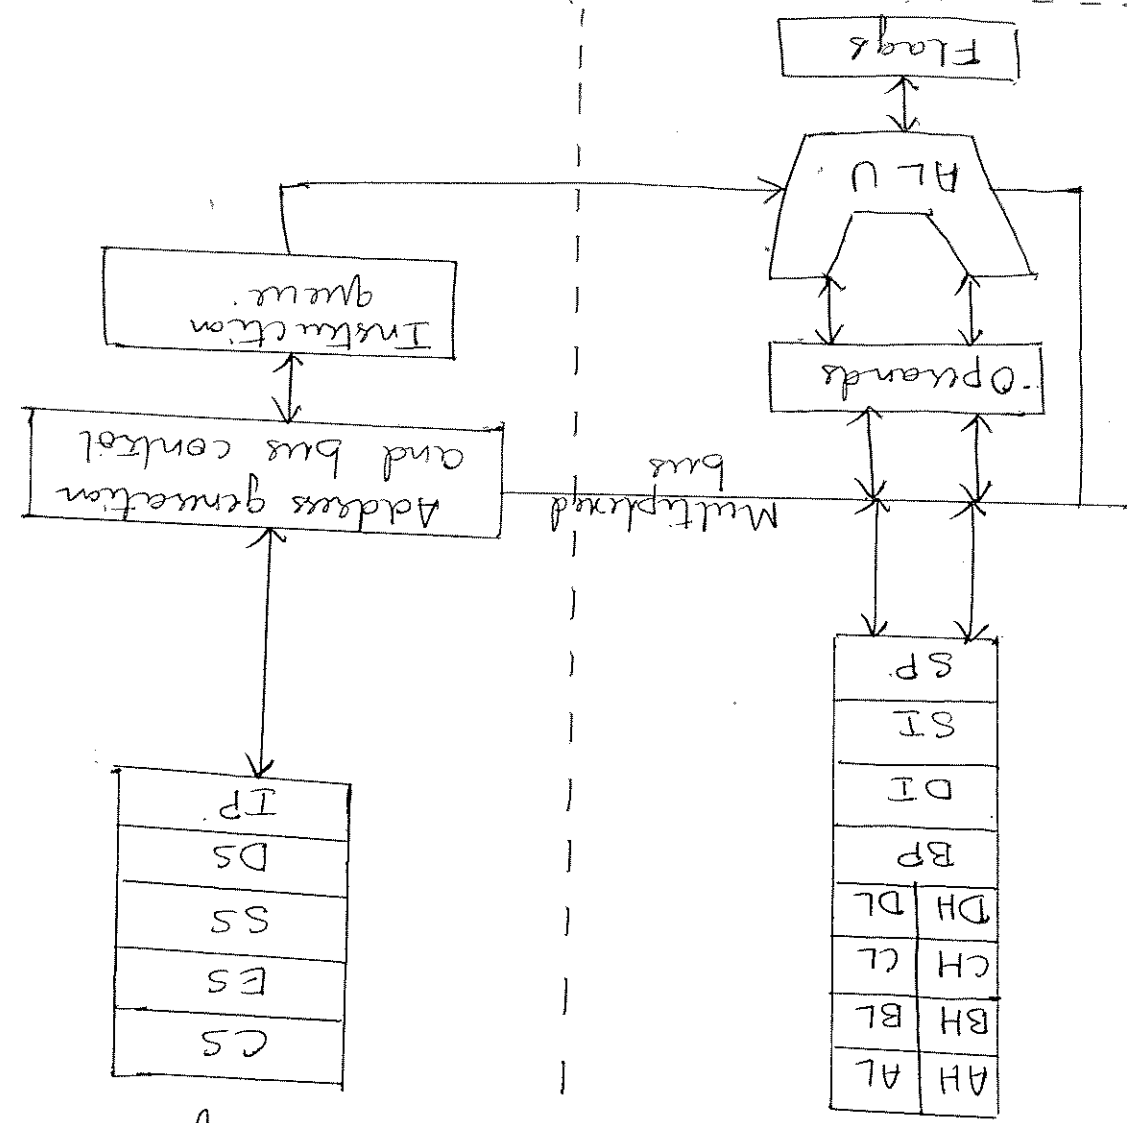 AH AL
BH BL
CH CL
DH DL
BP
DI
SI
SP
CS
ES
SS
DS
IP
Multiplexed
bus
Address generation
and bus control
Operands
Instruction
queue
ALU
Flags